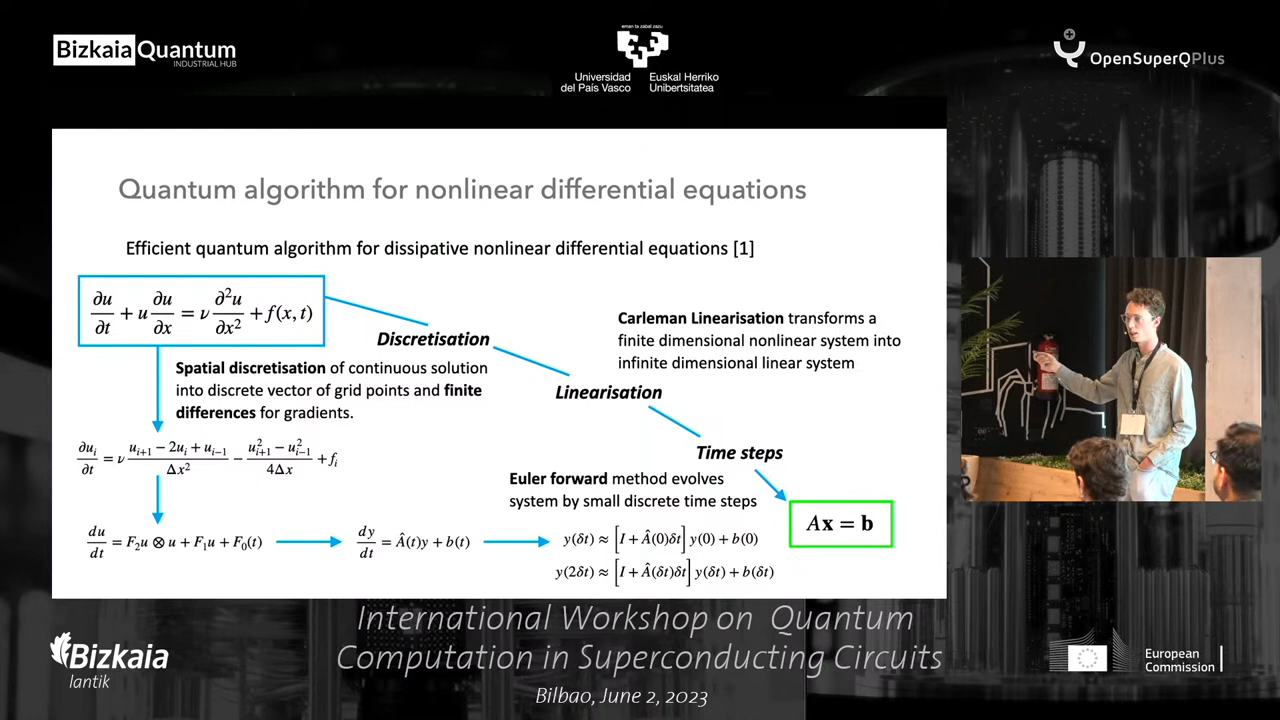 Bizkaia Quantum
INDUSTRIAL HUB
eman ta zabal zazu
Universidad
del País Vasco
Euskal Herriko
Unibertsitatea
OpenSuperQPlus
Quantum algorithm for nonlinear differential equations
Efficient quantum algorithm for dissipative nonlinear differential equations [1]
∂u/∂t + u ∂u/∂x = ν ∂²u/∂x² + f(x, t)
Discretisation
Carleman Linearisation transforms a
finite dimensional nonlinear system into
infinite dimensional linear system
Spatial discretisation of continuous solution
into discrete vector of grid points and finite
differences for gradients.
Linearisation
∂uᵢ/∂t = ν (uᵢ₊₁ − 2uᵢ + uᵢ₋₁)/Δx² − (u²ᵢ₊₁ − u²ᵢ₋₁)/4Δx + fᵢ
Time steps
Euler forward method evolves
system by small discrete time steps
Ax = b
du/dt = F₂u ⊗ u + F₁u + F₀(t)
dy/dt = Â(t)y + b(t)
y(δt) ≈ [I + Â(0)δt] y(0) + b(0)
y(2δt) ≈ [I + Â(δt)δt] y(δt) + b(δt)
International Workshop on Quantum
Computation in Superconducting Circuits
Bilbao, June 2, 2023
Bizkaia
lantik
European
Commission